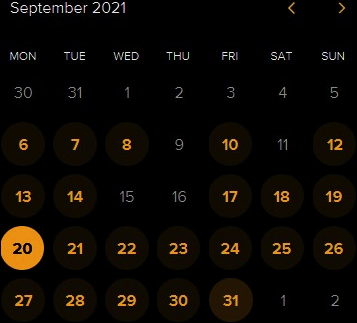 September 2021
MON TUE WED THU FRI SAT SUN
30 31 1 2 3 4 5
6 7 8 9 10 11 12
13 14 15 16 17 18 19
20 21 22 23 24 25 26
27 28 29 30 31 1 2